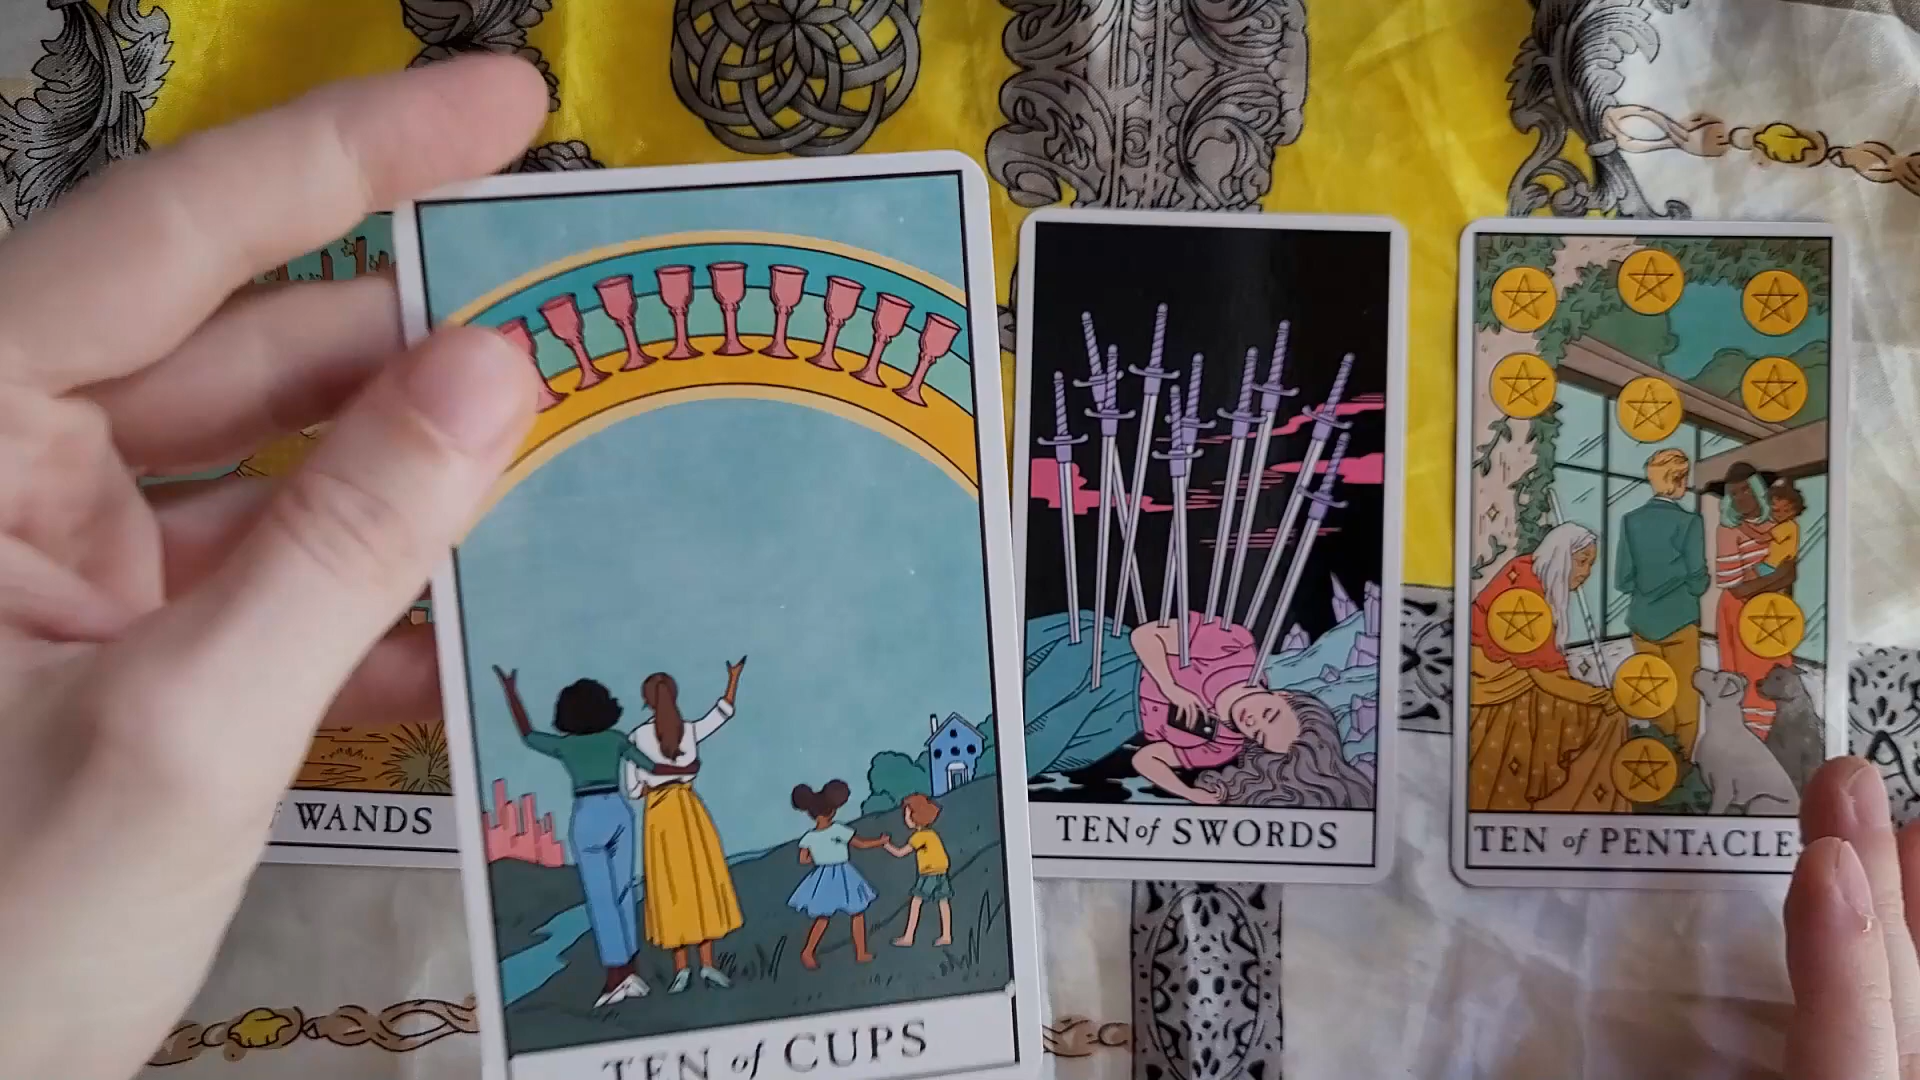 WANDS
TEN of CUPS
TEN of SWORDS
TEN of PENTACLE